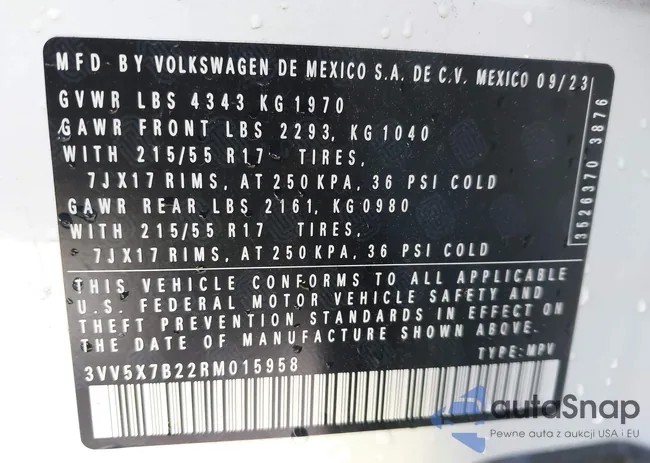 MFD BY VOLKSWAGEN DE MEXICO S.A. DE C.V. MEXICO 09/23
GVWR LBS 4343 KG 1970
GAWR FRONT LBS 2293, KG 1040
WITH 215/55 R17 TIRES,
7JX17 RIMS, AT 250 KPA, 36 PSI COLD
GAWR REAR LBS 2161, KG 0980
WITH 215/55 R17 TIRES,
7JX17 RIMS, AT 250 KPA, 36 PSI COLD
3526370 3876
THIS VEHICLE CONFORMS TO ALL APPLICABLE
U.S. FEDERAL MOTOR VEHICLE SAFETY AND
THEFT PREVENTION STANDARDS IN EFFECT ON
THE DATE OF MANUFACTURE SHOWN ABOVE.
3VV5X7B22RM015958 TYPE: MPV
autoSnap
Pewne auta z aukcji USA i EU